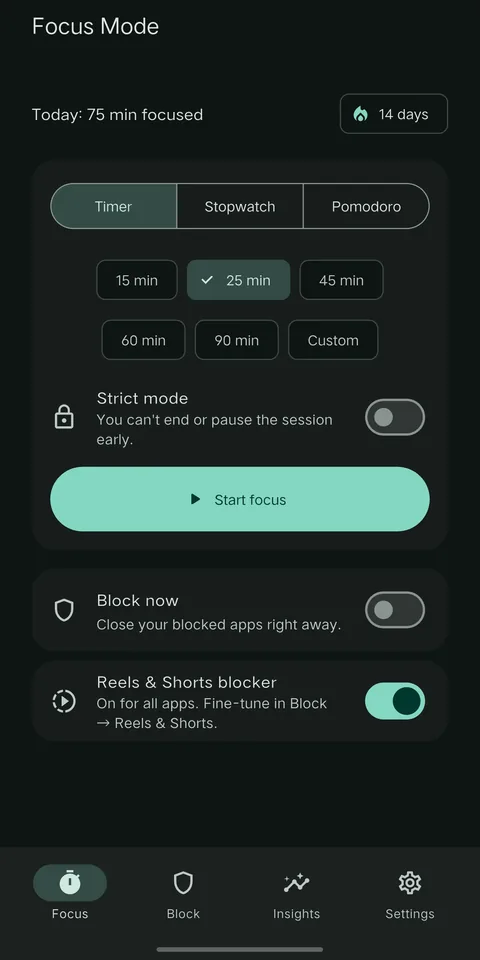 Focus Mode
Today: 75 min focused
14 days
Timer
Stopwatch
Pomodoro
15 min
25 min
45 min
60 min
90 min
Custom
Strict mode
You can't end or pause the session
early.
Start focus
Block now
Close your blocked apps right away.
Reels & Shorts blocker
On for all apps. Fine-tune in Block
→ Reels & Shorts.
Focus
Block
Insights
Settings